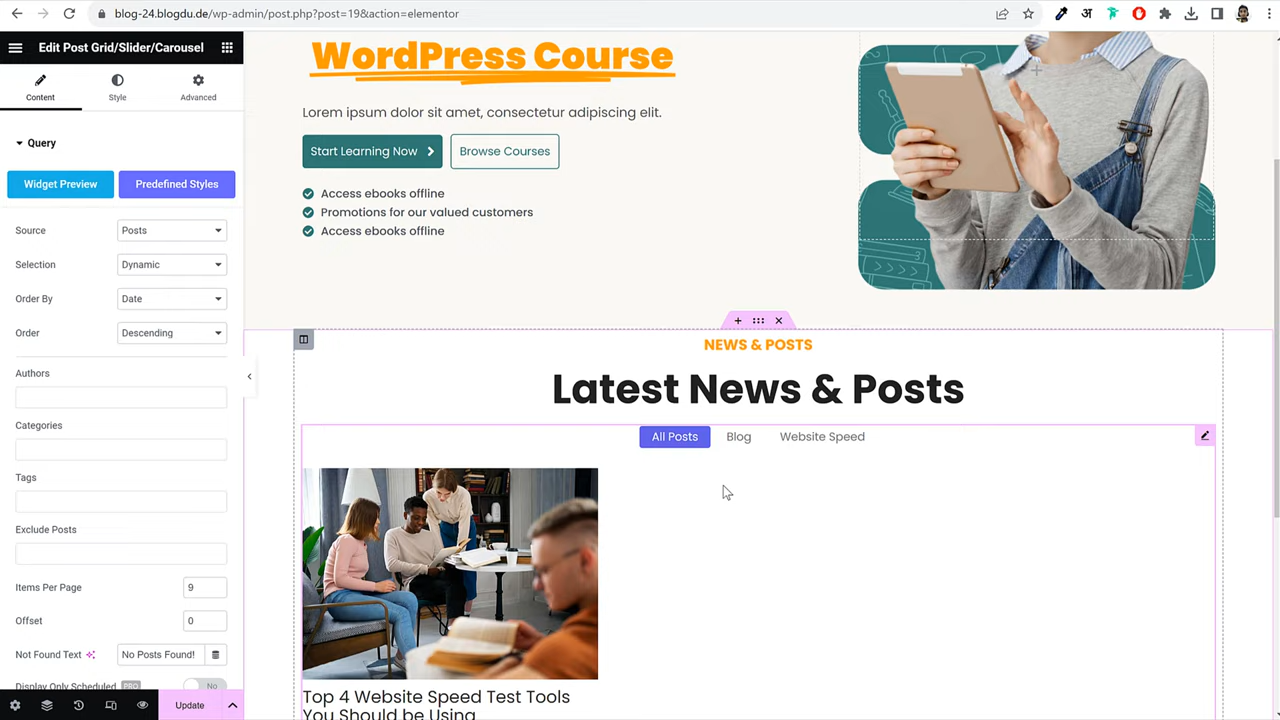 blog-24.blogdu.de/wp-admin/post.php?post=19&action=elementor
Edit Post Grid/Slider/Carousel
Content
Style
Advanced
Query
Widget Preview
Predefined Styles
Source
Posts
Selection
Dynamic
Order By
Date
Order
Descending
Authors
Categories
Tags
Exclude Posts
Items Per Page
9
Offset
0
Not Found Text
No Posts Found!
Display Only Scheduled
PRO
No
Update
WordPress Course
Lorem ipsum dolor sit amet, consectetur adipiscing elit.
Start Learning Now
Browse Courses
Access ebooks offline
Promotions for our valued customers
Access ebooks offline
NEWS & POSTS
Latest News & Posts
All Posts
Blog
Website Speed
Top 4 Website Speed Test Tools
You Should be Using